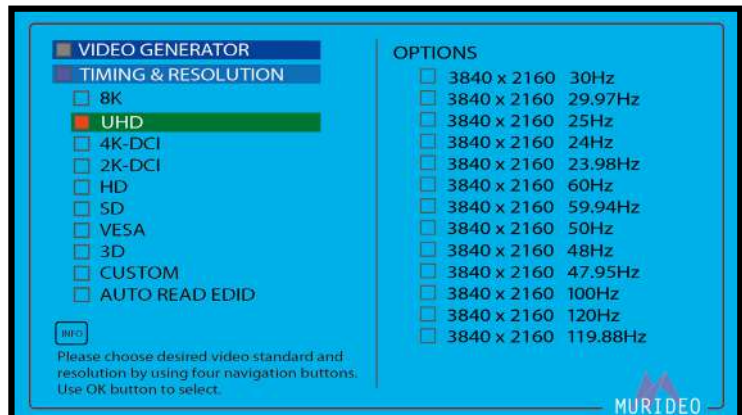 VIDEO GENERATOR
TIMING & RESOLUTION
8K
UHD
4K-DCI
2K-DCI
HD
SD
VESA
3D
CUSTOM
AUTO READ EDID
INFO
Please choose desired video standard and
resolution by using four navigation buttons.
Use OK button to select.
OPTIONS
3840 x 2160 30Hz
3840 x 2160 29.97Hz
3840 x 2160 25Hz
3840 x 2160 24Hz
3840 x 2160 23.98Hz
3840 x 2160 60Hz
3840 x 2160 59.94Hz
3840 x 2160 50Hz
3840 x 2160 48Hz
3840 x 2160 47.95Hz
3840 x 2160 100Hz
3840 x 2160 120Hz
3840 x 2160 119.88Hz
MURIDEO